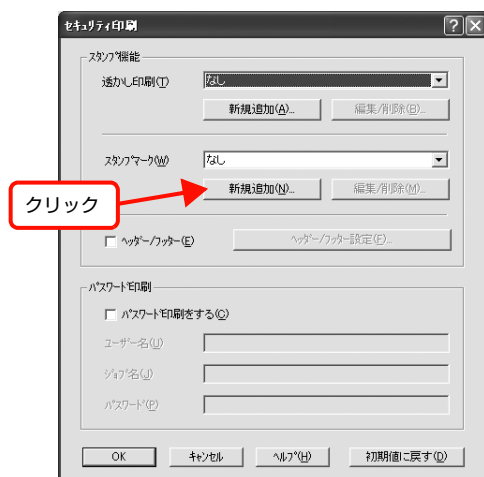 セキュリティ印刷
スタンプ機能
透かし印刷(T) なし
新規追加(A)... 編集/削除(B)...
スタンプマーク(W) なし
新規追加(N)... 編集/削除(M)...
クリック
ヘッダー/フッター(E) ヘッダー/フッター設定(F)...
パスワード印刷
パスワード印刷をする(C)
ユーザー名(U)
ジョブ名(J)
パスワード(P)
OK キャンセル ヘルプ(H) 初期値に戻す(D)